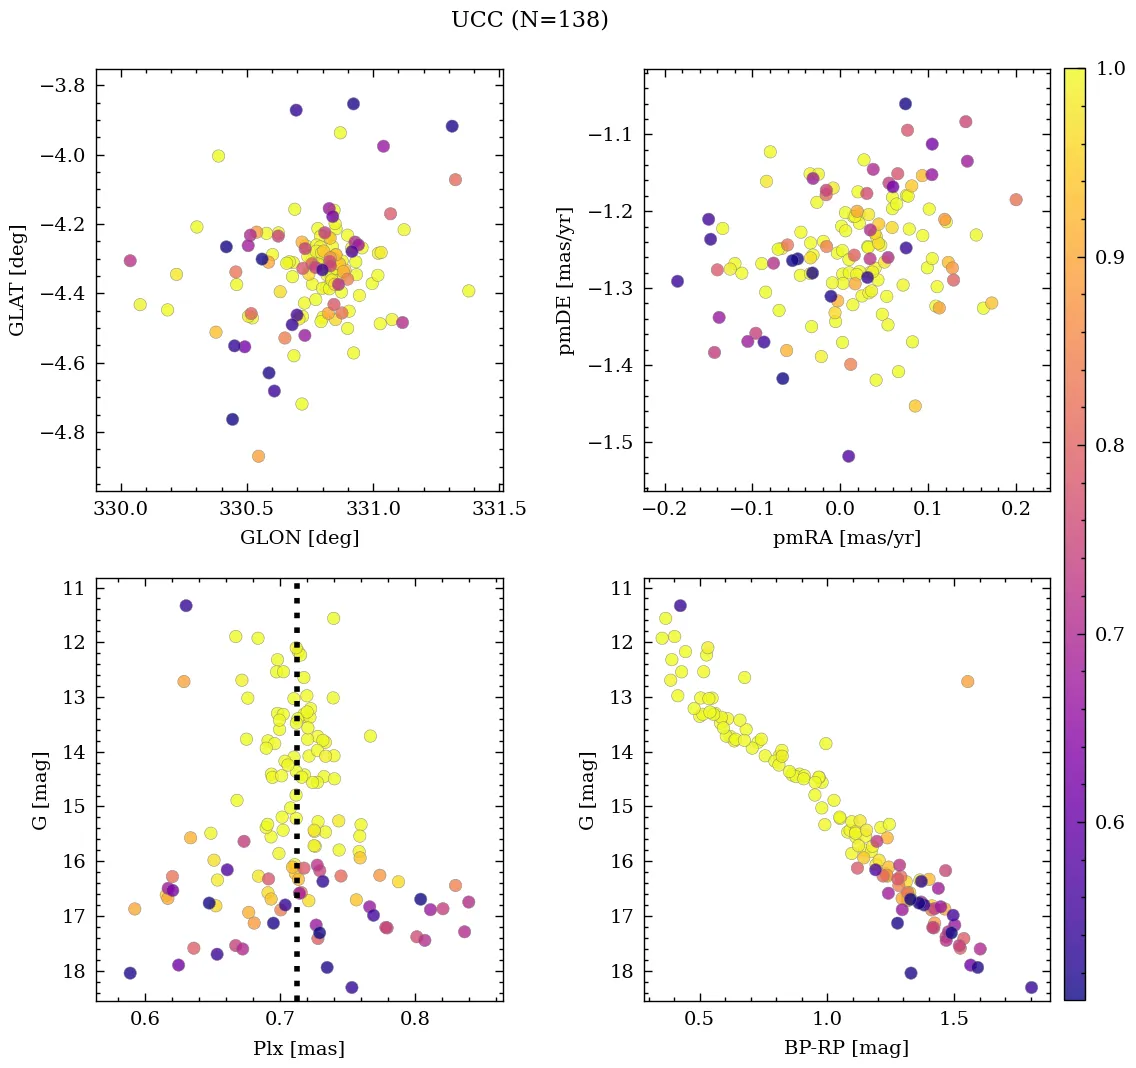 UCC (N=138)
−3.8
−4.0
−4.2
−4.4
−4.6
−4.8
GLAT [deg]
330.0 330.5 331.0 331.5
GLON [deg]
−1.1
−1.2
−1.3
−1.4
−1.5
pmDE [mas/yr]
−0.2 −0.1 0.0 0.1 0.2
pmRA [mas/yr]
1.0
0.9
0.8
0.7
0.6
11
12
13
14
15
16
17
18
G [mag]
0.6 0.7 0.8
Plx [mas]
11
12
13
14
15
16
17
18
G [mag]
0.5 1.0 1.5
BP-RP [mag]